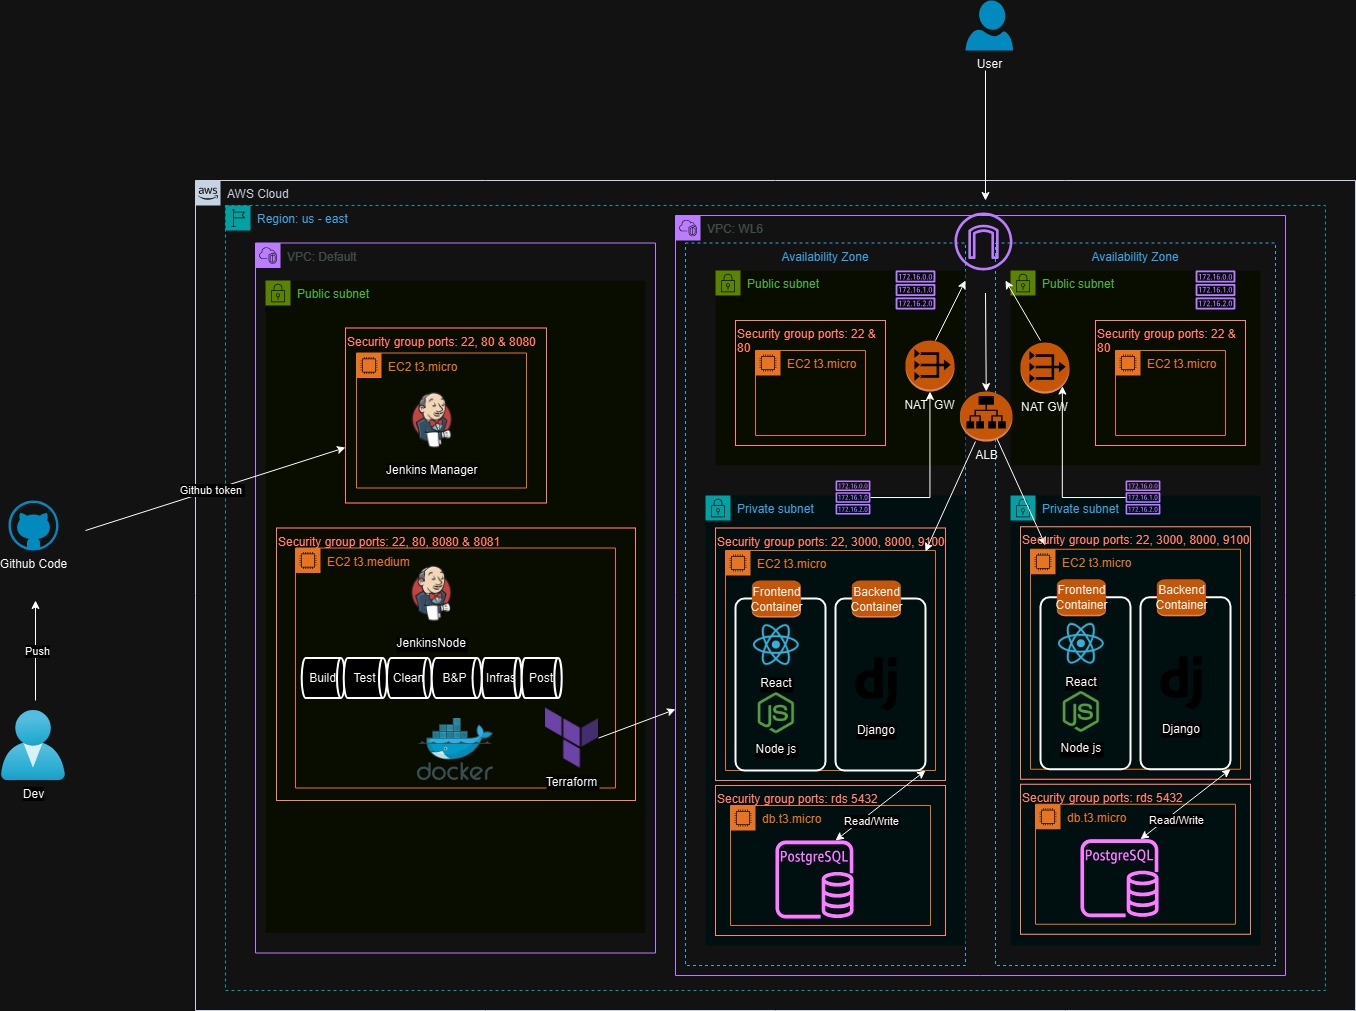 User
aws
AWS Cloud
Region: us - east
VPC: Default
Public subnet
Security group ports: 22, 80 & 8080
EC2 t3.micro
Jenkins Manager
Github token
Github Code
Push
Dev
Security group ports: 22, 80, 8080 & 8081
EC2 t3.medium
JenkinsNode
Build
Test
Clean
B&P
Infras
Post
docker
Terraform
VPC: WL6
Availability Zone
Public subnet
172.16.0.0
172.16.1.0
172.16.2.0
Security group ports: 22 &
80
EC2 t3.micro
NAT GW
ALB
Availability Zone
Public subnet
172.16.0.0
172.16.1.0
172.16.2.0
Security group ports: 22 &
80
EC2 t3.micro
NAT GW
Private subnet
172.16.0.0
172.16.1.0
172.16.2.0
Security group ports: 22, 3000, 8000, 9100
EC2 t3.micro
Frontend
Container
React
JS
Node js
Backend
Container
dj
Django
Security group ports: rds 5432
db.t3.micro
Read/Write
PostgreSQL
Private subnet
172.16.0.0
172.16.1.0
172.16.2.0
Security group ports: 22, 3000, 8000, 9100
EC2 t3.micro
Frontend
Container
React
JS
Node js
Backend
Container
dj
Django
Security group ports: rds 5432
db.t3.micro
Read/Write
PostgreSQL